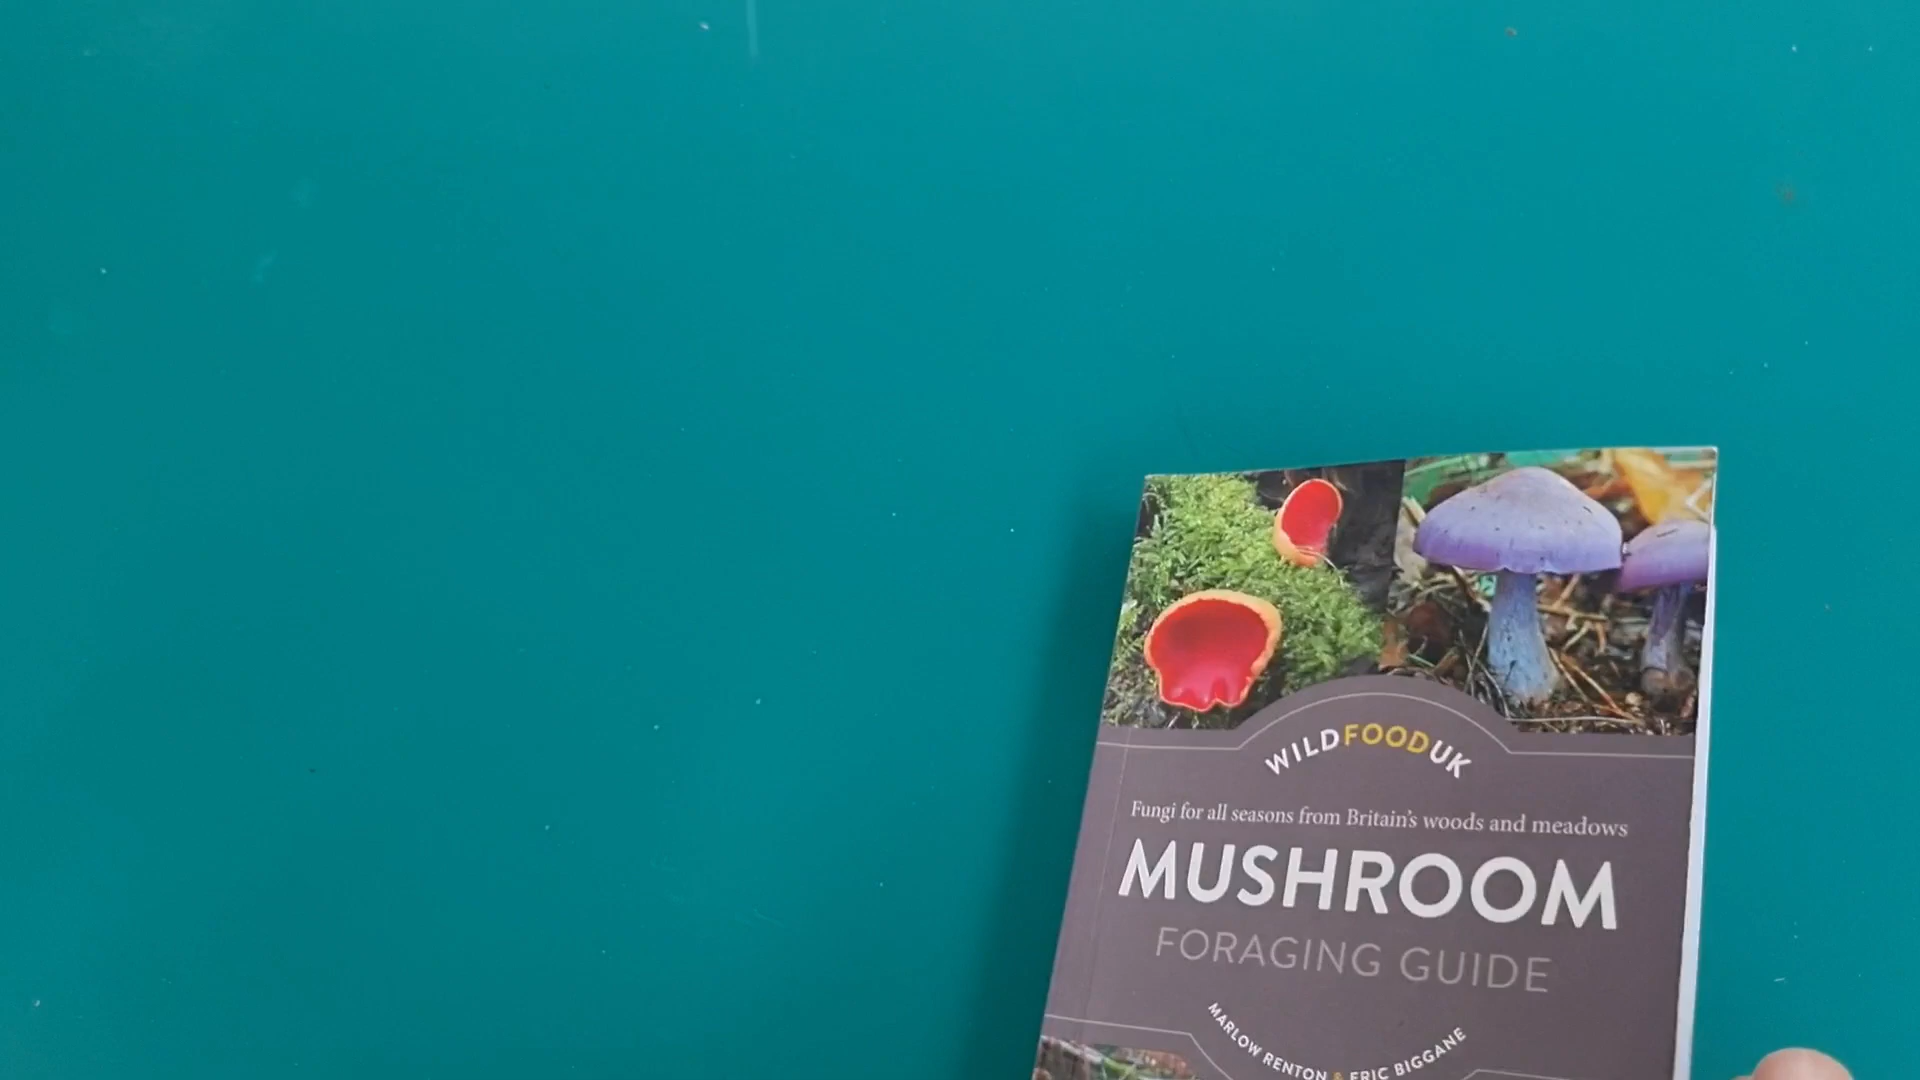 WILDFOODUK
Fungi for all seasons from Britain's woods and meadows
MUSHROOM
FORAGING GUIDE
MARLOW RENTON & ERIC BIGGANE